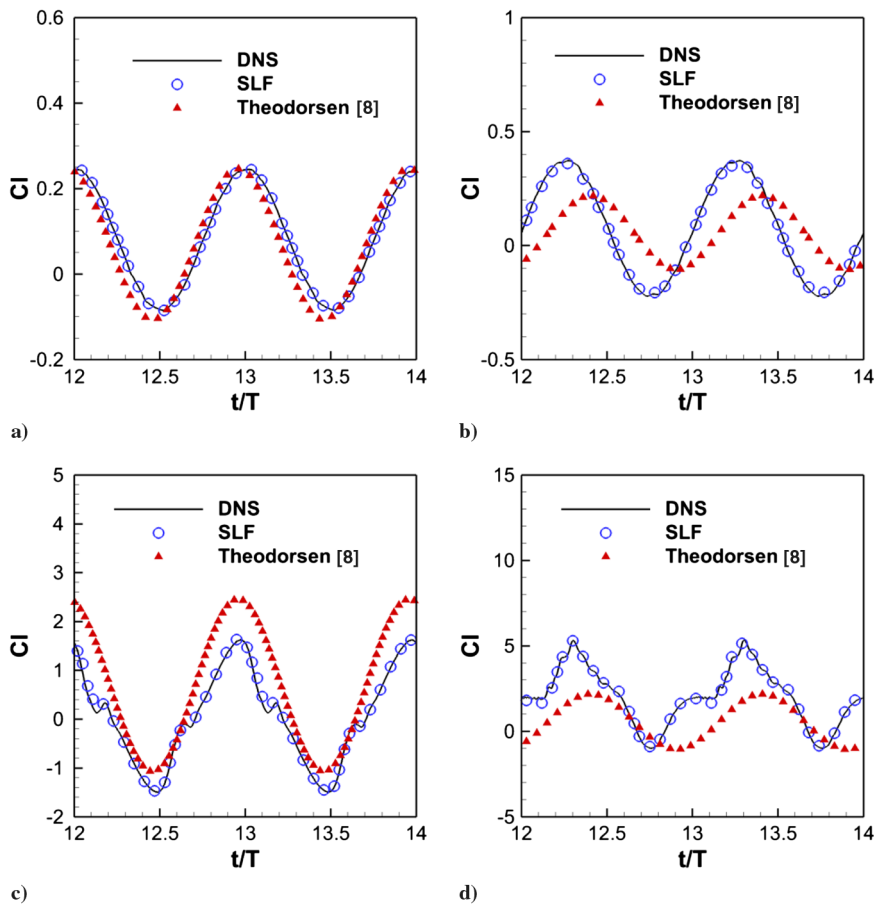 0.6
0.4
0.2
0
-0.2
Cl
12
12.5
13
13.5
14
t/T
DNS
SLF
Theodorsen [8]
a)
1
0.5
0
-0.5
Cl
12
12.5
13
13.5
14
t/T
DNS
SLF
Theodorsen [8]
b)
5
4
3
2
1
0
-1
-2
Cl
12
12.5
13
13.5
14
t/T
DNS
SLF
Theodorsen [8]
c)
15
10
5
0
-5
Cl
12
12.5
13
13.5
14
t/T
DNS
SLF
Theodorsen [8]
d)